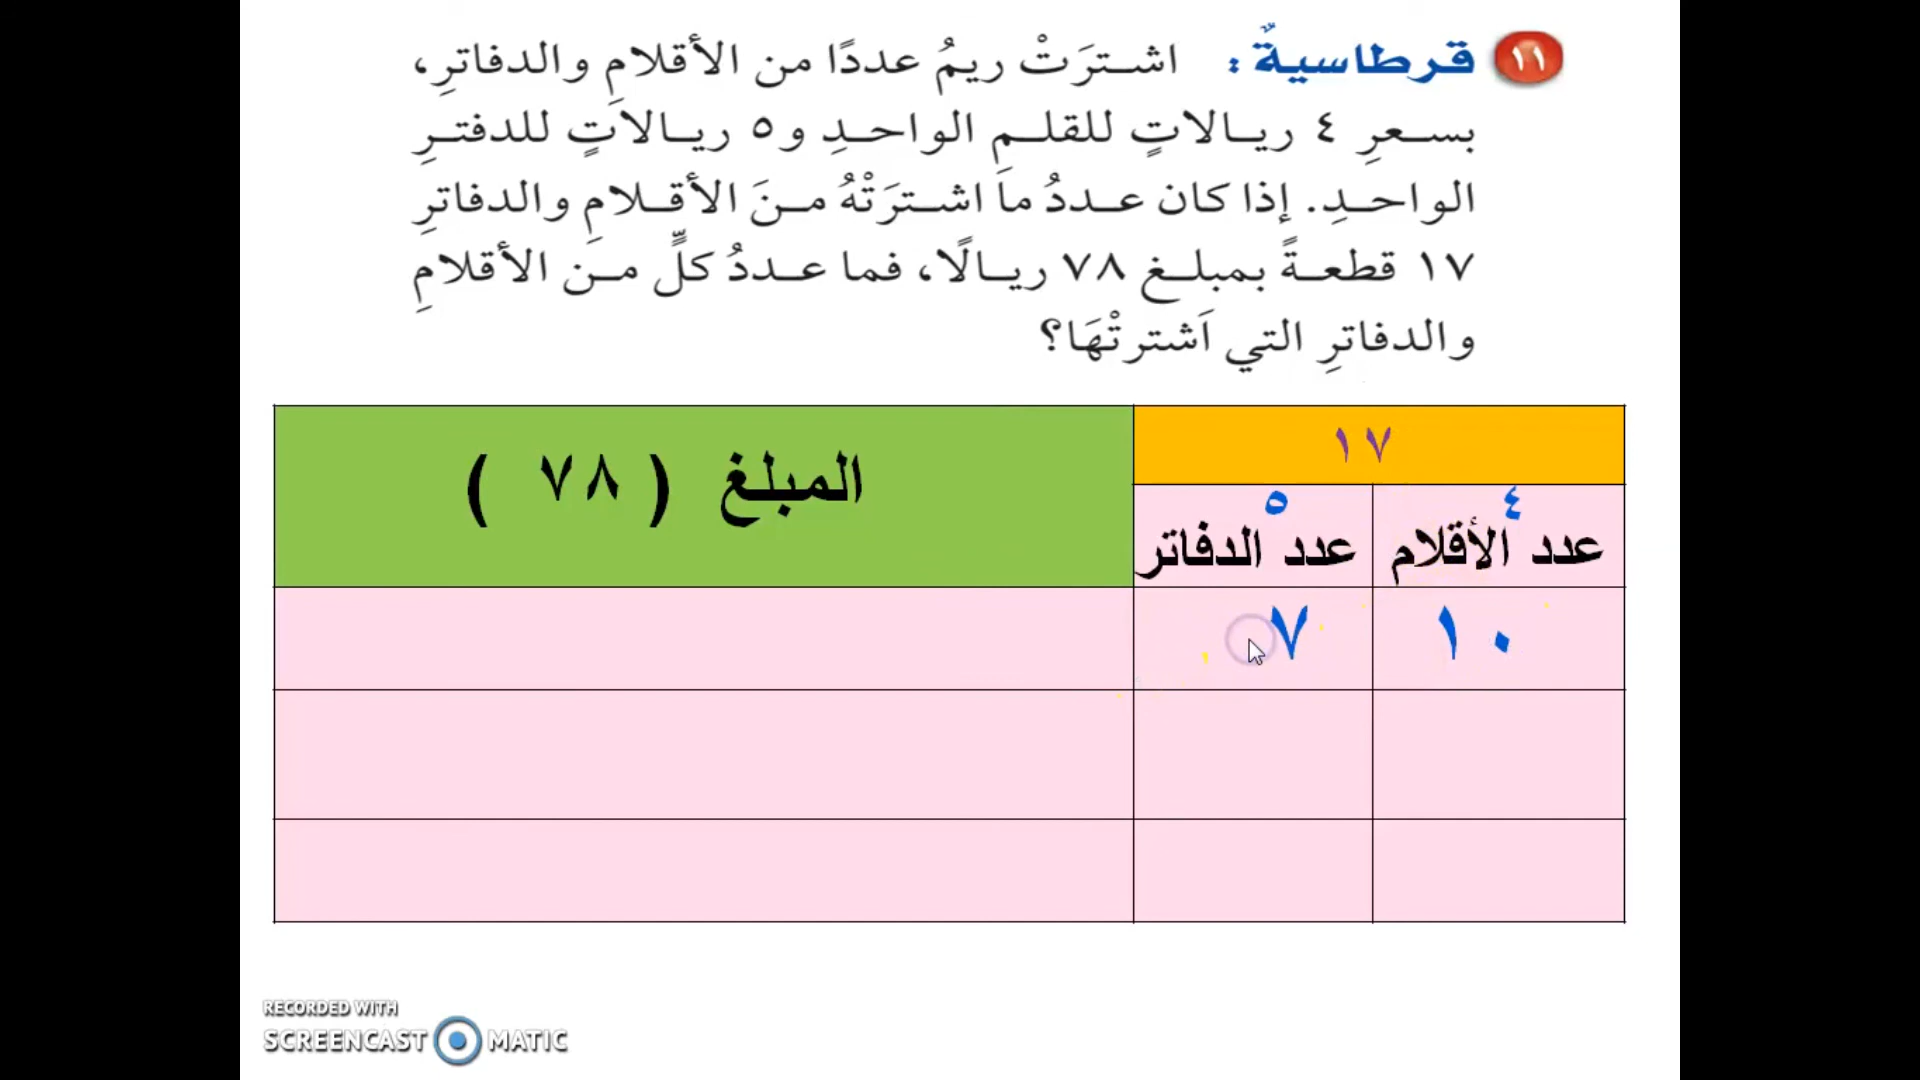 ١١ قرطاسيةٌ: اشترَتْ ريمُ عددًا من الأقلامِ والدفاترِ،
بسعرِ ٤ ريالاتٍ للقلمِ الواحدِ و٥ ريالاتٍ للدفترِ
الواحدِ. إذا كان عددُ ما اشترَتْهُ منَ الأقلامِ والدفاترِ
١٧ قطعةً بمبلغِ ٧٨ ريالًا، فما عددُ كلٍّ من الأقلامِ
والدفاترِ التي اَشترتْهَا؟
١٧
المبلغ ( ٧٨ )
٤
٥
عدد الأقلام
عدد الدفاتر
١٠
٧
RECORDED WITH
SCREENCAST MATIC